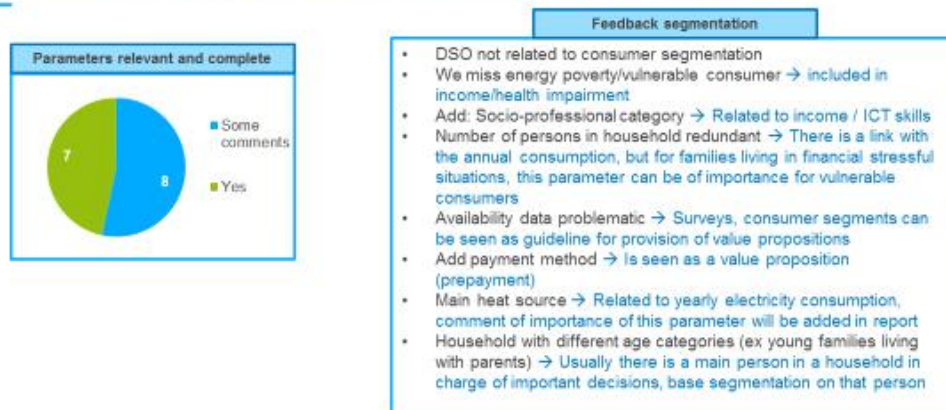 Parameters relevant and complete
7
8
Some
comments
Yes
Feedback segmentation
• DSO not related to consumer segmentation
• We miss energy poverty/vulnerable consumer → included in
income/health impairment
• Add: Socio-professional category → Related to income / ICT skills
• Number of persons in household redundant → There is a link with
the annual consumption, but for families living in financial stressful
situations, this parameter can be of importance for vulnerable
consumers
• Availability data problematic → Surveys, consumer segments can
be seen as guideline for provision of value propositions
• Add payment method → Is seen as a value proposition
(prepayment)
• Main heat source → Related to yearly electricity consumption,
comment of importance of this parameter will be added in report
• Household with different age categories (ex young families living
with parents) → Usually there is a main person in a household in
charge of important decisions, base segmentation on that person